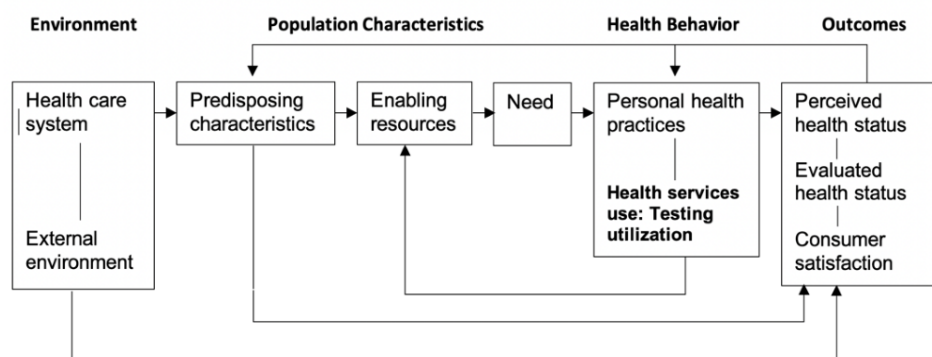 Environment
Population Characteristics
Health Behavior
Outcomes
Health care
system
External
environment
Predisposing
characteristics
Enabling
resources
Need
Personal health
practices
Health services
use: Testing
utilization
Perceived
health status
Evaluated
health status
Consumer
satisfaction